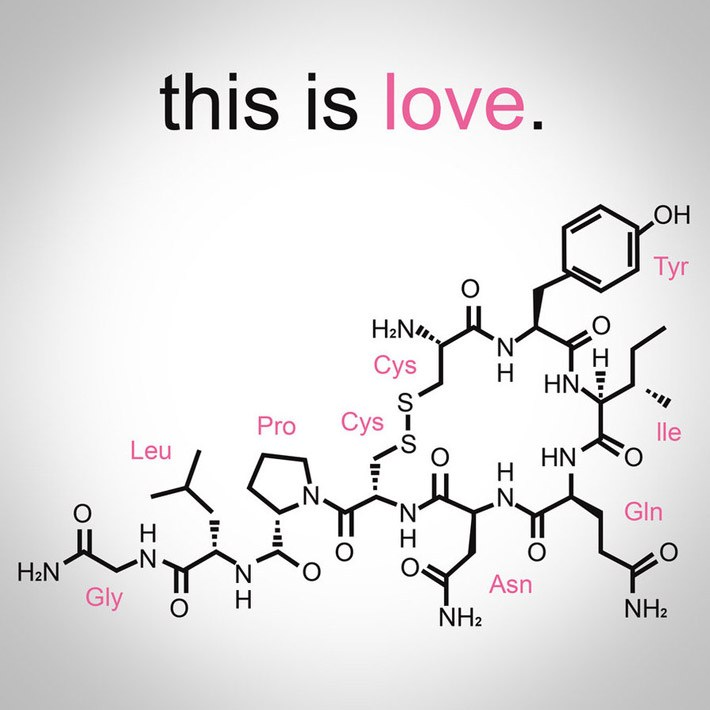 this is love.
OH
Tyr
O
H₂N
O
N
H
H
Cys
HN
S
Cys
Ile
Pro
S
O
Leu
O
HN
H
N
N
Gln
O
H
N
O
O
O
H₂N
N
H
O
O
Asn
Gly
O
NH₂
NH₂
H